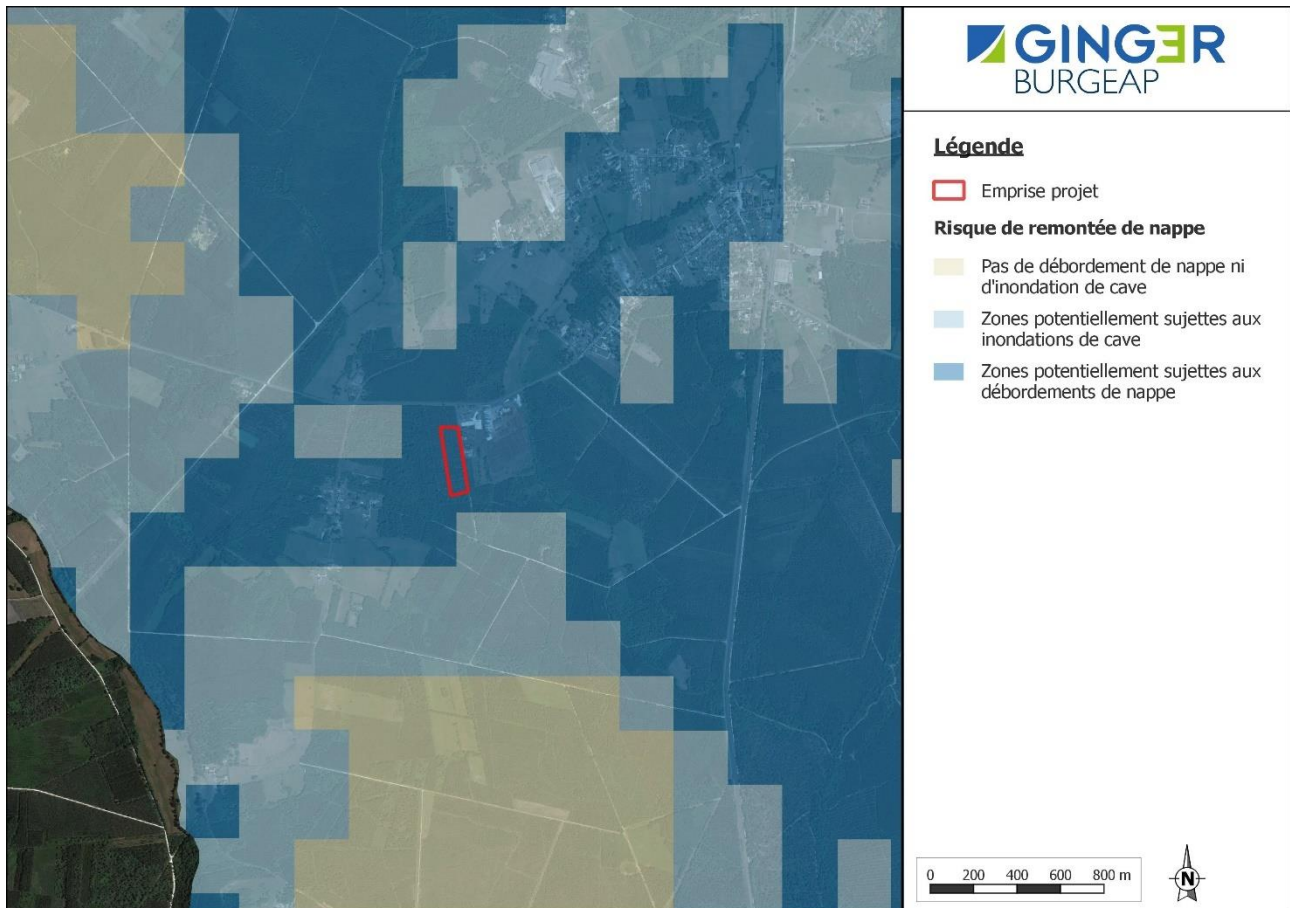 GINGER
BURGEAP
Légende
Emprise projet
Risque de remontée de nappe
Pas de débordement de nappe ni
d'inondation de cave
Zones potentiellement sujettes aux
inondations de cave
Zones potentiellement sujettes aux
débordements de nappe
0 200 400 600 800 m
N